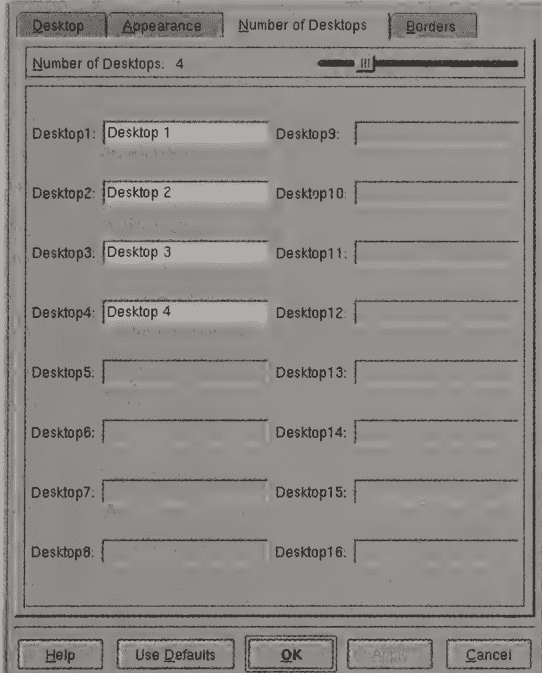 Desktop Appearance Number of Desktops Borders
Number of Desktops: 4
Desktop1: Desktop 1 Desktop9:
Desktop2: Desktop 2 Desktop10:
Desktop3: Desktop 3 Desktop11:
Desktop4: Desktop 4 Desktop12:
Desktop5: Desktop13:
Desktop6: Desktop14:
Desktop7: Desktop15:
Desktop8: Desktop16:
Help Use Defaults OK Apply Cancel